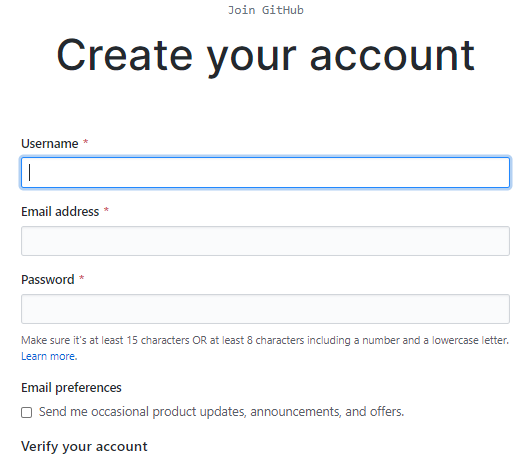 Join GitHub
Create your account
Username *
Email address *
Password *
Make sure it's at least 15 characters OR at least 8 characters including a number and a lowercase letter.
Learn more.
Email preferences
Send me occasional product updates, announcements, and offers.
Verify your account